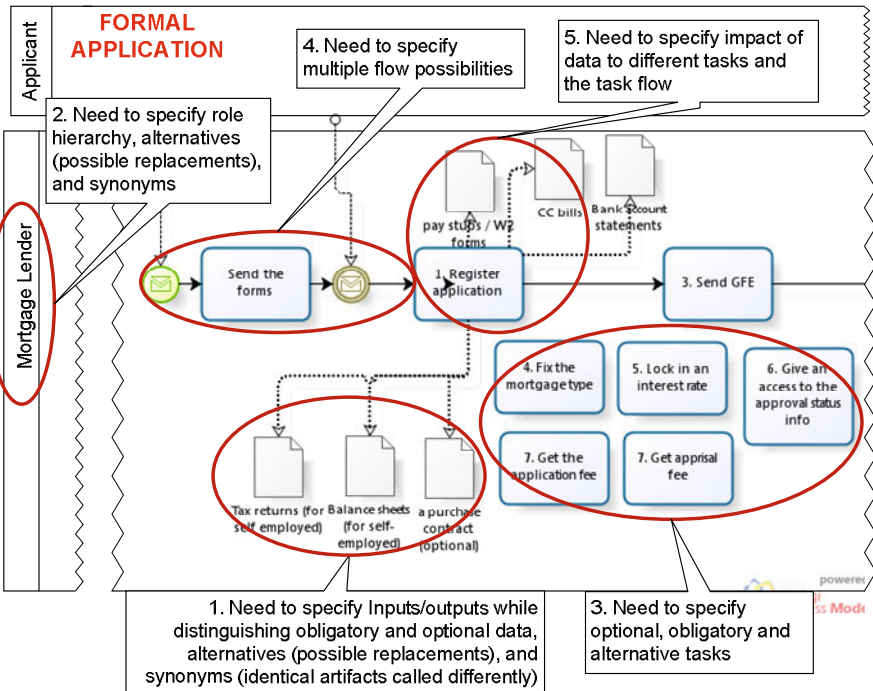 FORMAL
APPLICATION
Applicant
4. Need to specify
multiple flow possibilities
5. Need to specify impact of
data to different tasks and
the task flow
2. Need to specify role
hierarchy, alternatives
(possible replacements),
and synonyms
Mortgage Lender
pay stubs / W2
forms
CC bills
Bank account
statements
Send the
forms
1. Register
application
3. Send GFE
4. Fix the
mortgage type
5. Lock in an
interest rate
6. Give an
access to the
approval status
info
7. Get the
application fee
7. Get apprisal
fee
Tax returns (for
self employed)
Balance sheets
(for self-
employed)
a purchase
contract
(optional)
1. Need to specify Inputs/outputs while
distinguishing obligatory and optional data,
alternatives (possible replacements), and
synonyms (identical artifacts called differently)
3. Need to specify
optional, obligatory and
alternative tasks
powered
ss Mode